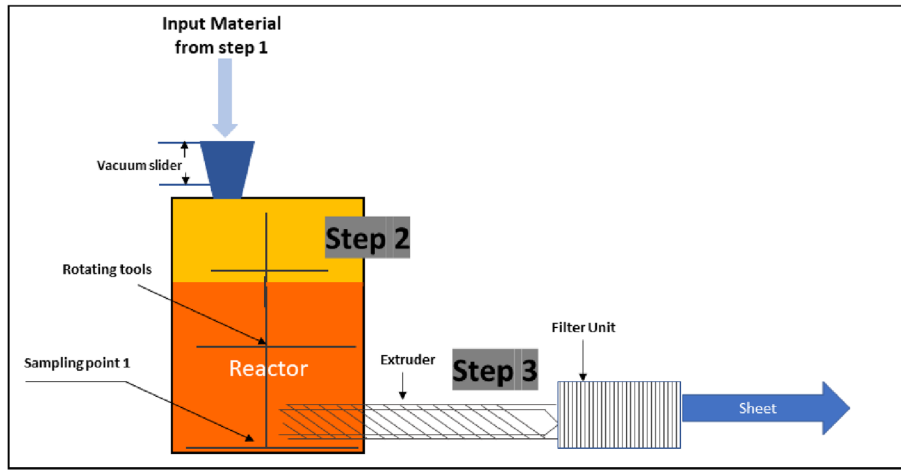 Input Material
from step 1
Vacuum slider
Step 2
Rotating tools
Filter Unit
Sampling point 1
Reactor
Extruder
Step 3
Sheet